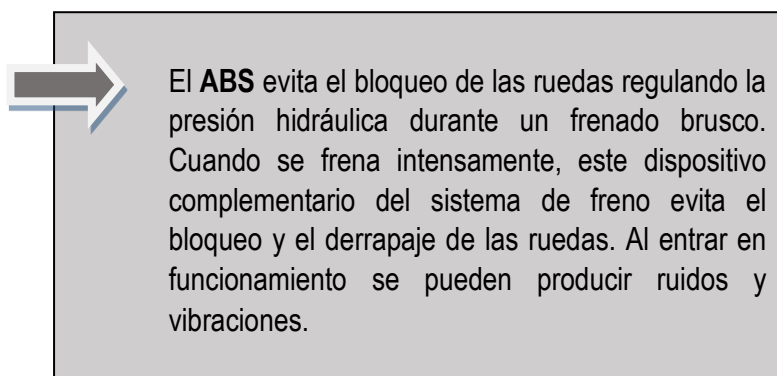 El ABS evita el bloqueo de las ruedas regulando la
presión hidráulica durante un frenado brusco.
Cuando se frena intensamente, este dispositivo
complementario del sistema de freno evita el
bloqueo y el derrapaje de las ruedas. Al entrar en
funcionamiento se pueden producir ruidos y
vibraciones.